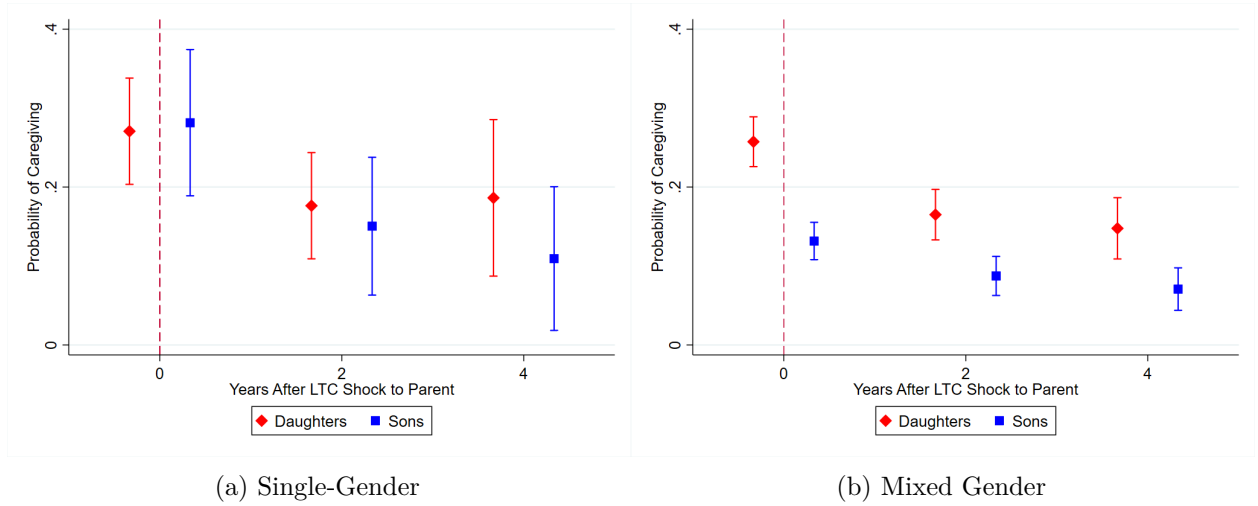 .4
.2
0
Probability of Caregiving
0 2 4
Years After LTC Shock to Parent
Daughters Sons
(a) Single-Gender
.4
.2
0
Probability of Caregiving
0 2 4
Years After LTC Shock to Parent
Daughters Sons
(b) Mixed Gender